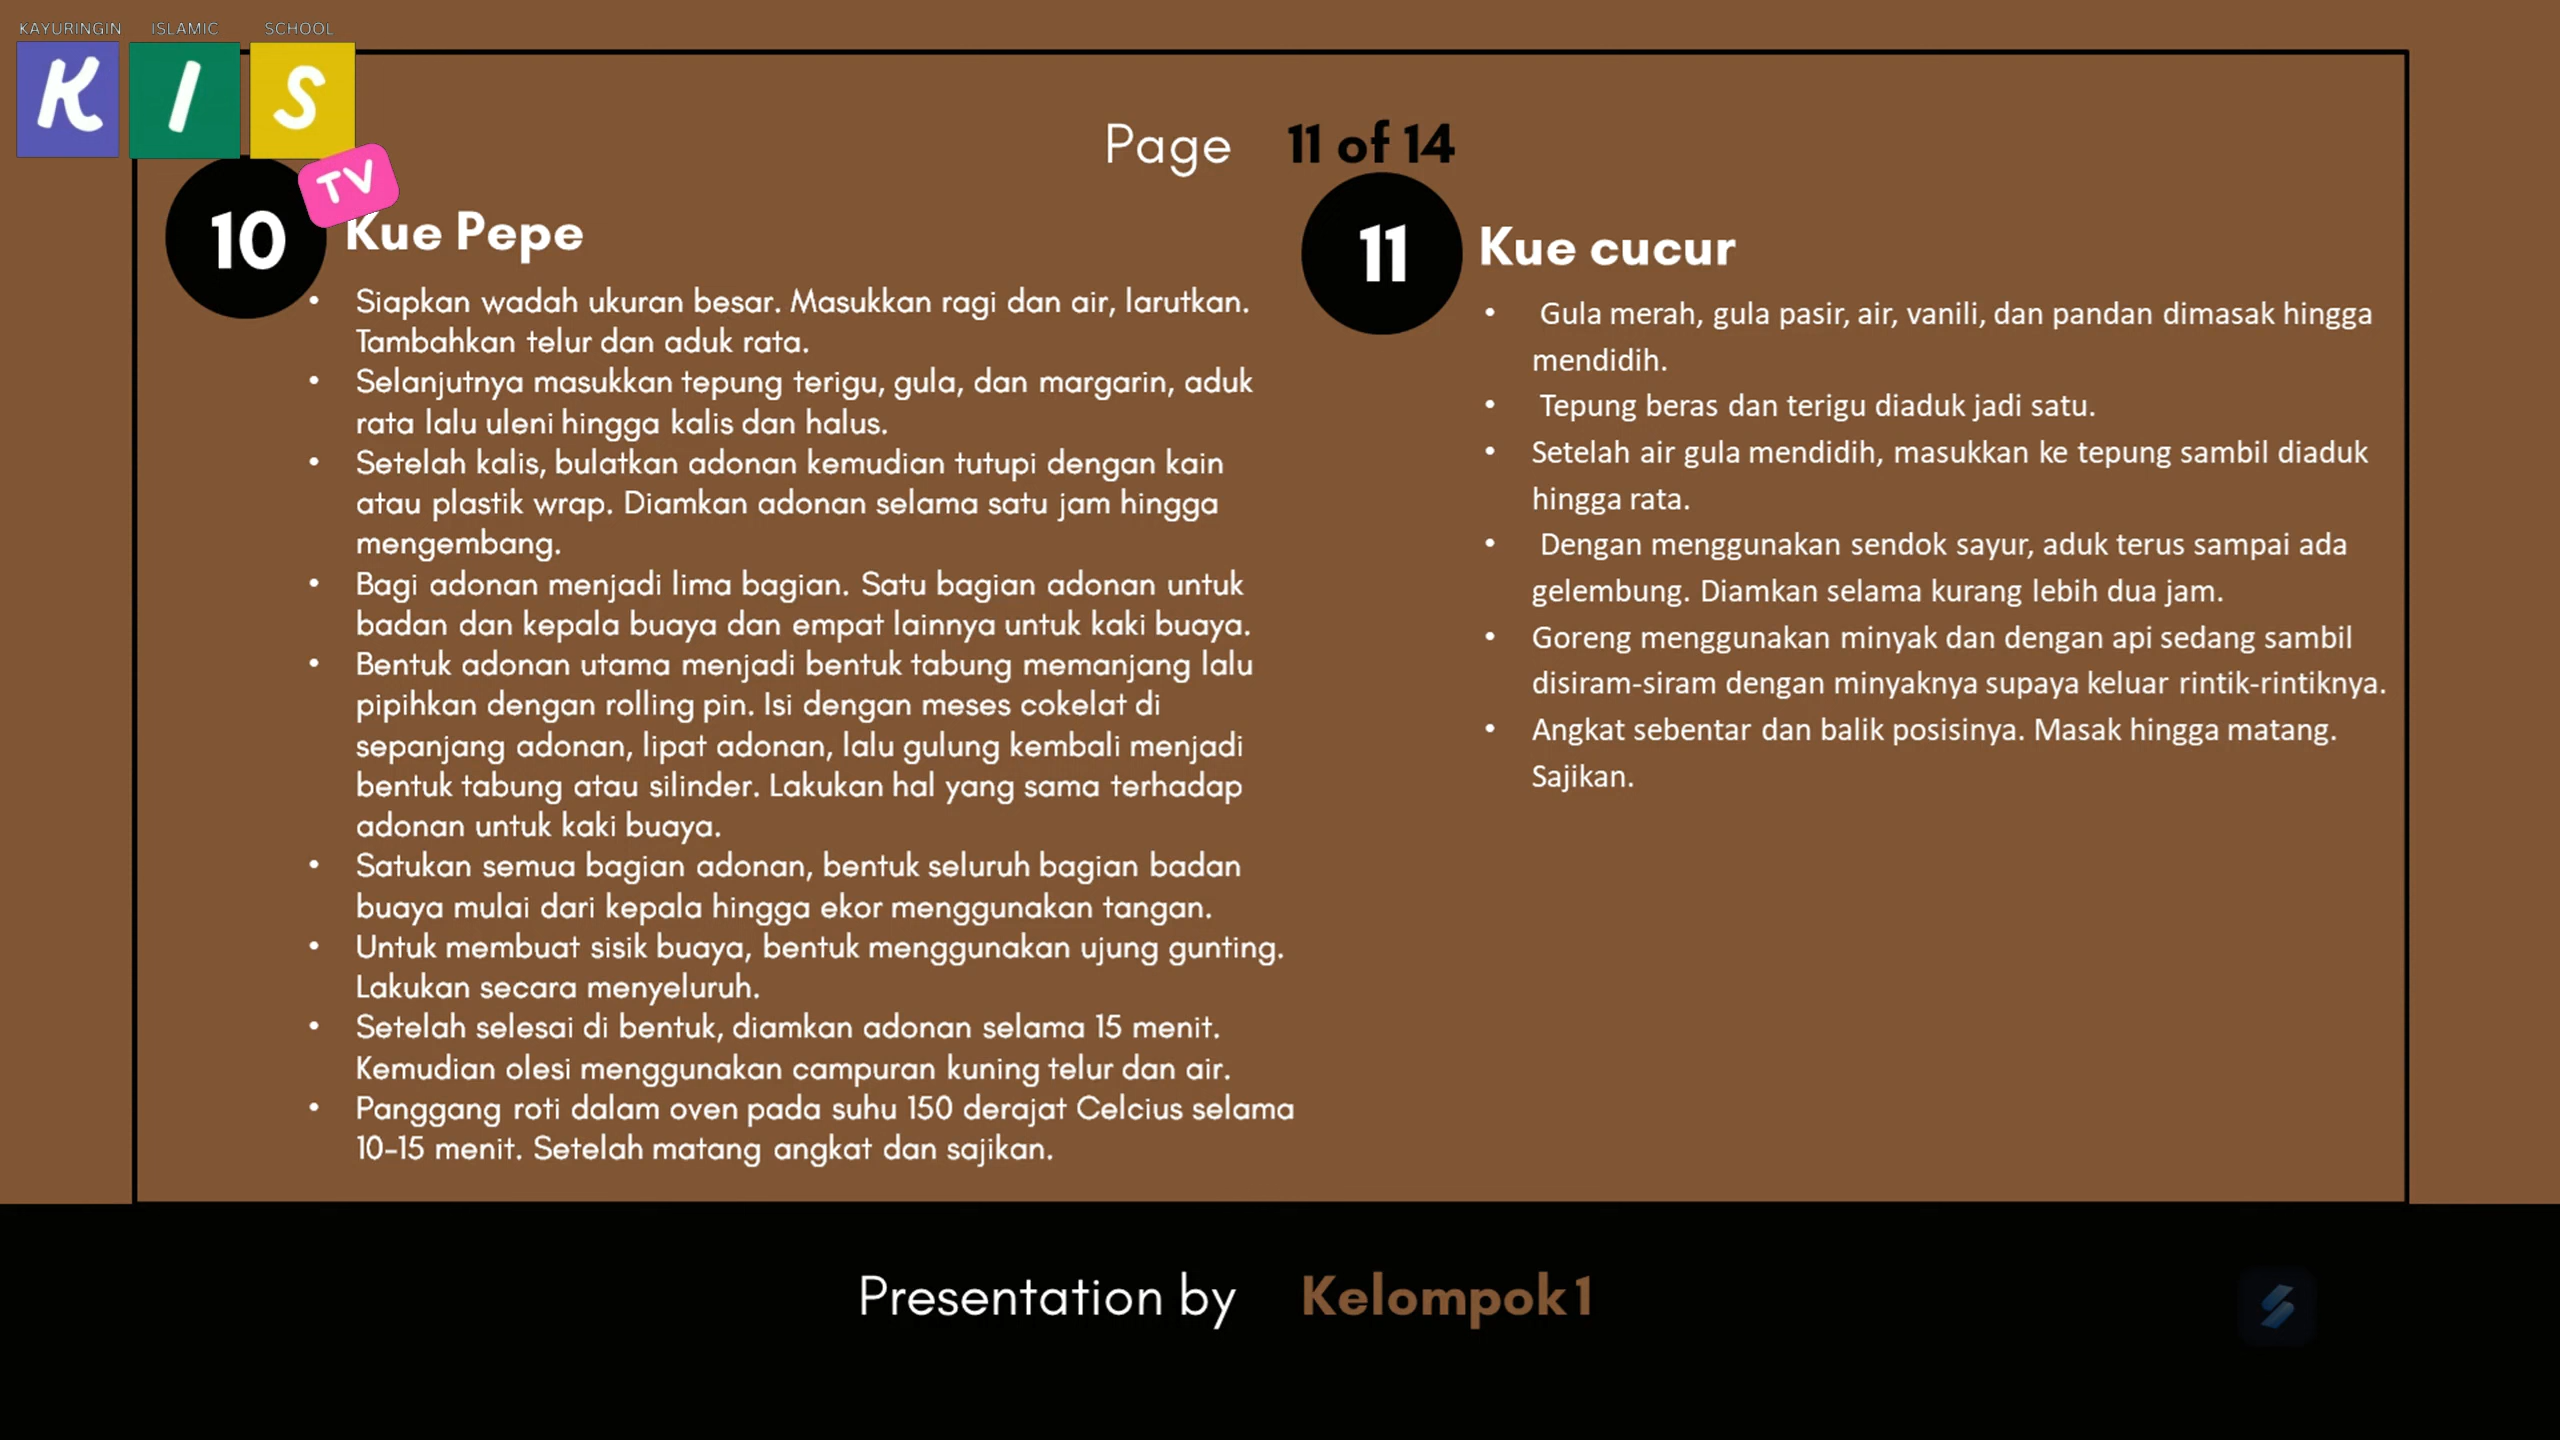 KAYURINGIN ISLAMIC SCHOOL
K I S
TV
Page 11 of 14
10 Kue Pepe
• Siapkan wadah ukuran besar. Masukkan ragi dan air, larutkan.
Tambahkan telur dan aduk rata.
• Selanjutnya masukkan tepung terigu, gula, dan margarin, aduk
rata lalu uleni hingga kalis dan halus.
• Setelah kalis, bulatkan adonan kemudian tutupi dengan kain
atau plastik wrap. Diamkan adonan selama satu jam hingga
mengembang.
• Bagi adonan menjadi lima bagian. Satu bagian adonan untuk
badan dan kepala buaya dan empat lainnya untuk kaki buaya.
• Bentuk adonan utama menjadi bentuk tabung memanjang lalu
pipihkan dengan rolling pin. Isi dengan meses cokelat di
sepanjang adonan, lipat adonan, lalu gulung kembali menjadi
bentuk tabung atau silinder. Lakukan hal yang sama terhadap
adonan untuk kaki buaya.
• Satukan semua bagian adonan, bentuk seluruh bagian badan
buaya mulai dari kepala hingga ekor menggunakan tangan.
• Untuk membuat sisik buaya, bentuk menggunakan ujung gunting.
Lakukan secara menyeluruh.
• Setelah selesai di bentuk, diamkan adonan selama 15 menit.
Kemudian olesi menggunakan campuran kuning telur dan air.
• Panggang roti dalam oven pada suhu 150 derajat Celcius selama
10-15 menit. Setelah matang angkat dan sajikan.
11 Kue cucur
• Gula merah, gula pasir, air, vanili, dan pandan dimasak hingga
mendidih.
• Tepung beras dan terigu diaduk jadi satu.
• Setelah air gula mendidih, masukkan ke tepung sambil diaduk
hingga rata.
• Dengan menggunakan sendok sayur, aduk terus sampai ada
gelembung. Diamkan selama kurang lebih dua jam.
• Goreng menggunakan minyak dan dengan api sedang sambil
disiram-siram dengan minyaknya supaya keluar rintik-rintiknya.
• Angkat sebentar dan balik posisinya. Masak hingga matang.
Sajikan.
Presentation by Kelompok 1